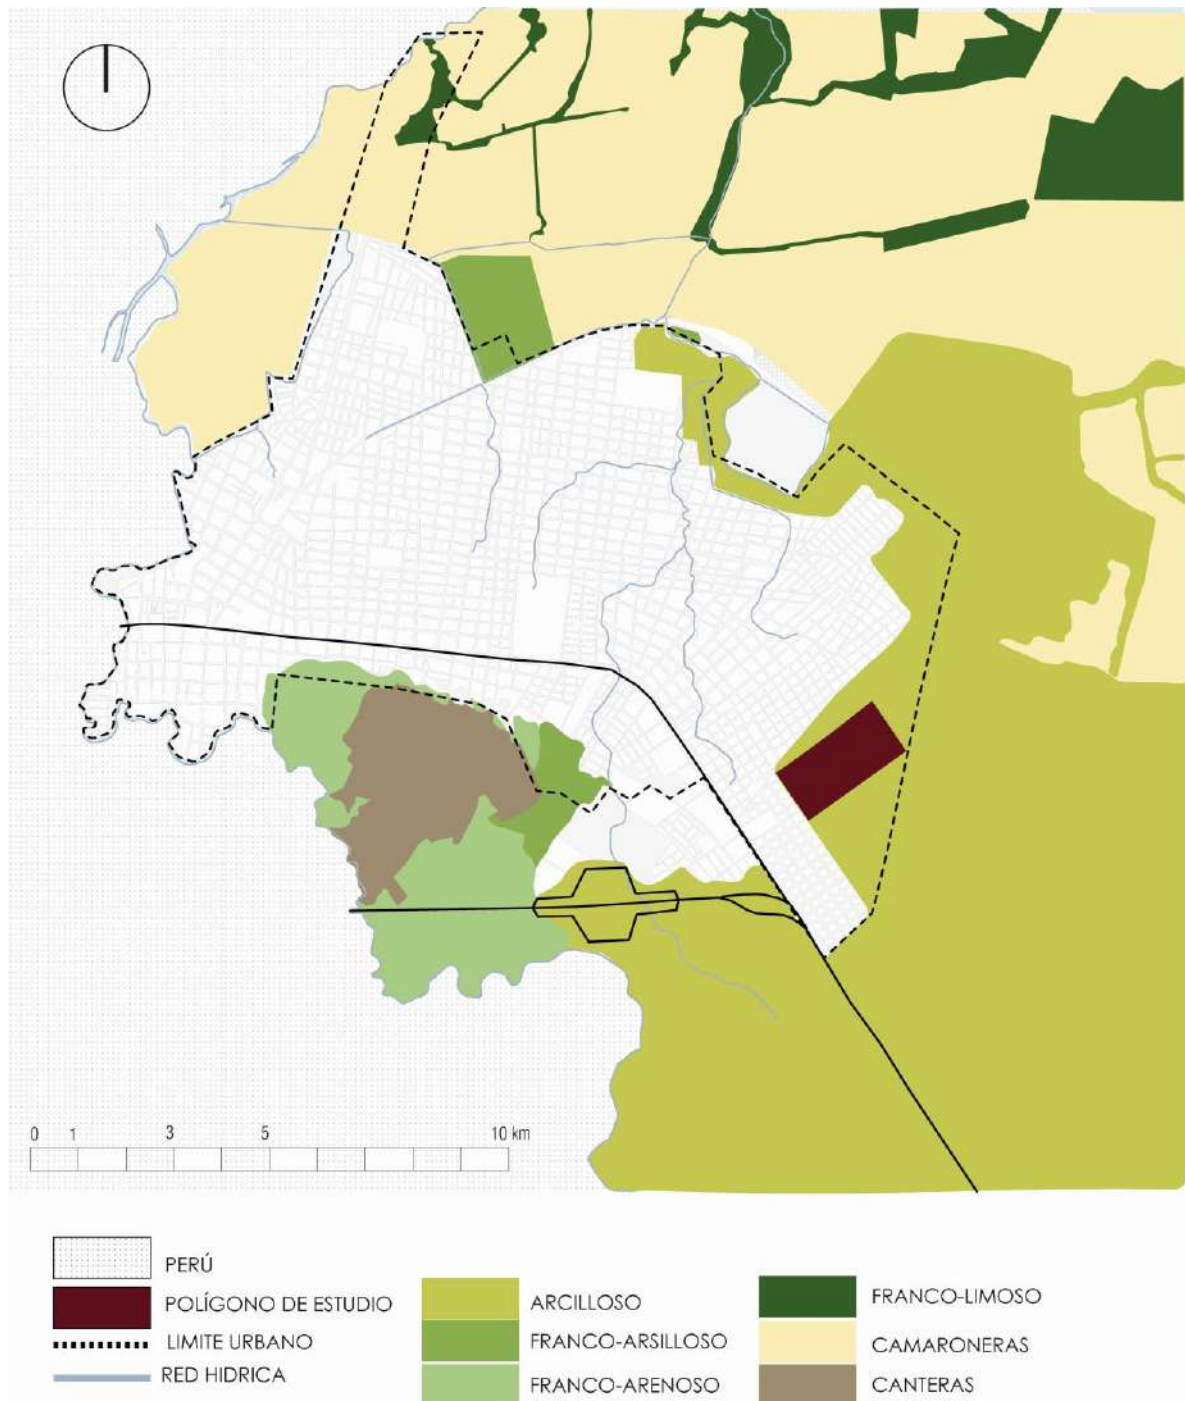 0 1 3 5 10 km
PERÚ
POLÍGONO DE ESTUDIO
LIMITE URBANO
RED HIDRICA
ARCILLOSO
FRANCO-ARSILLOSO
FRANCO-ARENOSO
FRANCO-LIMOSO
CAMARONERAS
CANTERAS